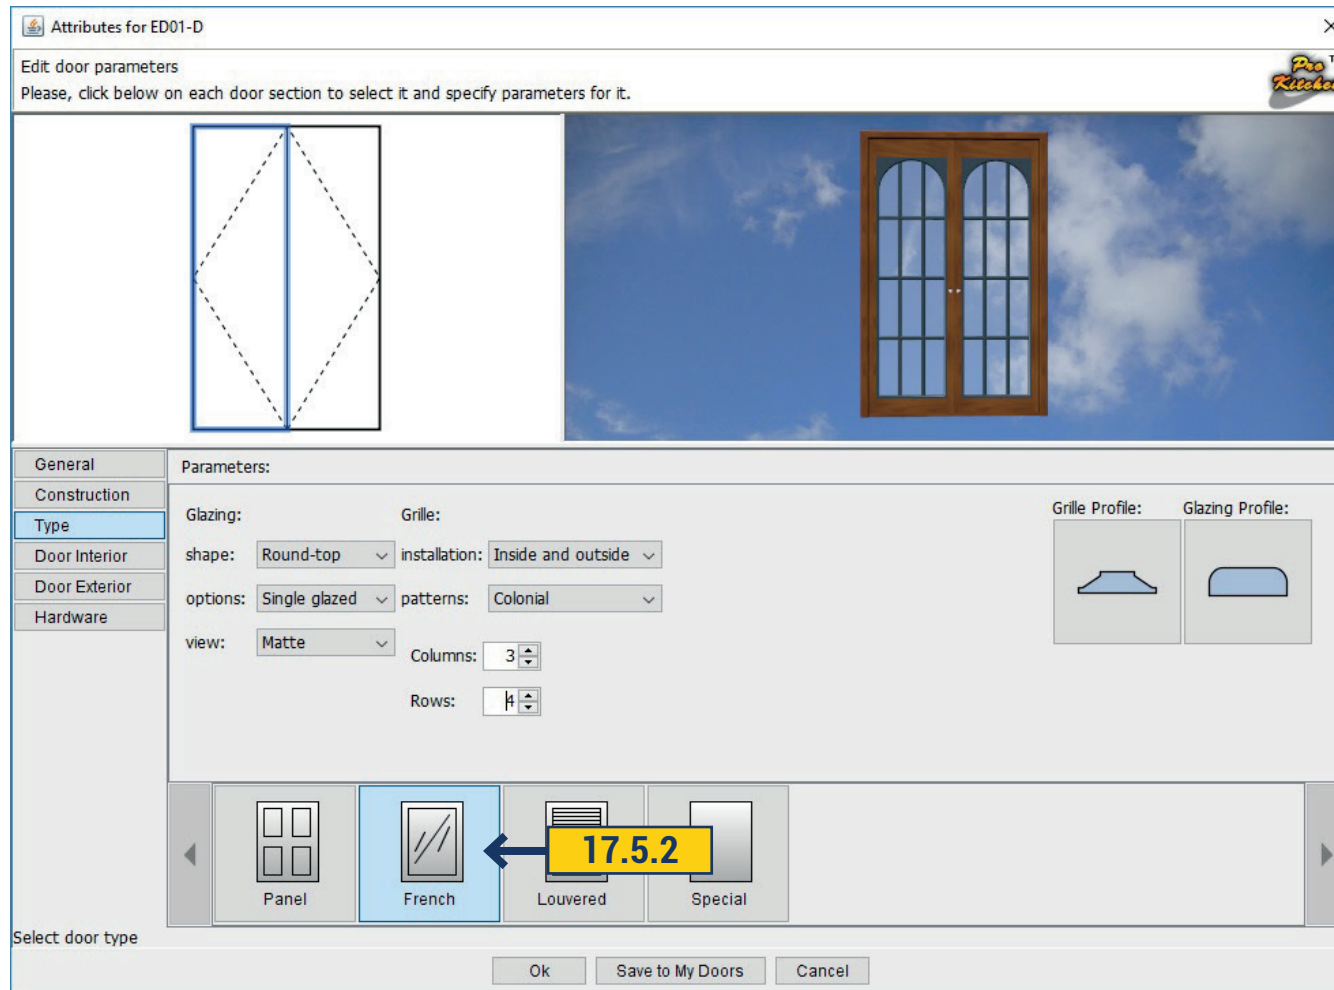 Attributes for ED01-D
Edit door parameters
Please, click below on each door section to select it and specify parameters for it.
Pro
Kitchen
General
Construction
Type
Door Interior
Door Exterior
Hardware
Parameters:
Glazing:
shape: Round-top
options: Single glazed
view: Matte
Grille:
installation: Inside and outside
patterns: Colonial
Columns: 3
Rows: 4
Grille Profile:
Glazing Profile:
Panel
French
Louvered
Special
17.5.2
Select door type
Ok
Save to My Doors
Cancel